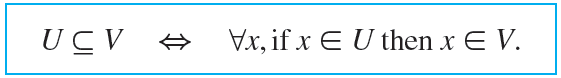 U ⊆ V ⇔ ∀x, if x ∈ U then x ∈ V.